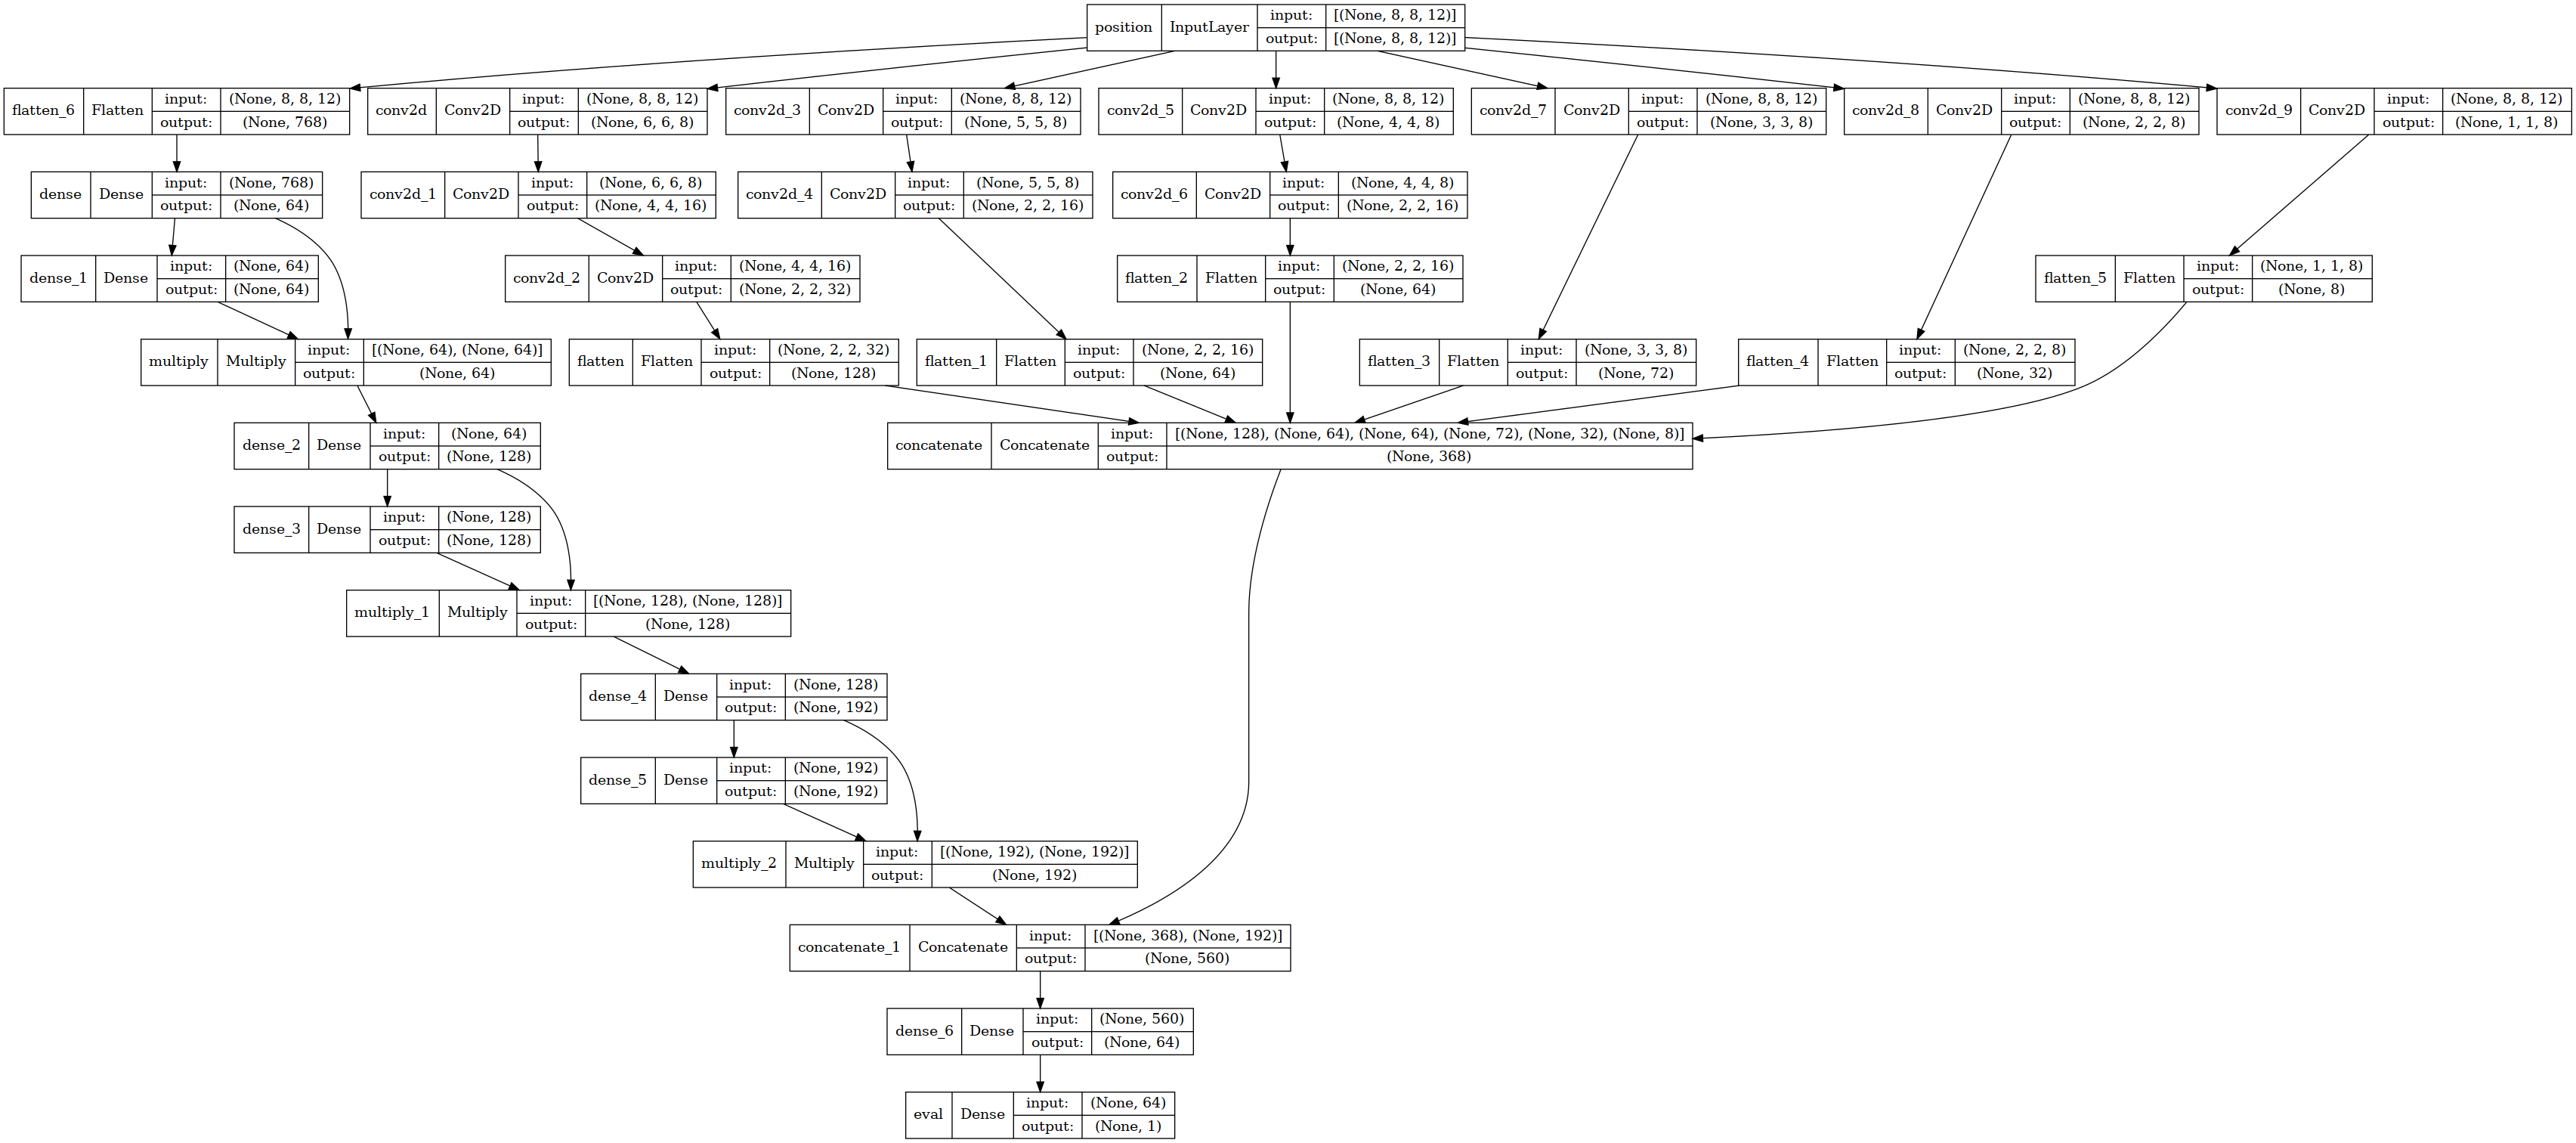 position InputLayer input: [(None, 8, 8, 12)]
output: [(None, 8, 8, 12)]
flatten_6 Flatten input: (None, 8, 8, 12)
output: (None, 768)
conv2d Conv2D input: (None, 8, 8, 12)
output: (None, 6, 6, 8)
conv2d_3 Conv2D input: (None, 8, 8, 12)
output: (None, 5, 5, 8)
conv2d_5 Conv2D input: (None, 8, 8, 12)
output: (None, 4, 4, 8)
conv2d_7 Conv2D input: (None, 8, 8, 12)
output: (None, 3, 3, 8)
conv2d_8 Conv2D input: (None, 8, 8, 12)
output: (None, 2, 2, 8)
conv2d_9 Conv2D input: (None, 8, 8, 12)
output: (None, 1, 1, 8)
dense Dense input: (None, 768)
output: (None, 64)
conv2d_1 Conv2D input: (None, 6, 6, 8)
output: (None, 4, 4, 16)
conv2d_4 Conv2D input: (None, 5, 5, 8)
output: (None, 2, 2, 16)
conv2d_6 Conv2D input: (None, 4, 4, 8)
output: (None, 2, 2, 16)
dense_1 Dense input: (None, 64)
output: (None, 64)
conv2d_2 Conv2D input: (None, 4, 4, 16)
output: (None, 2, 2, 32)
flatten_2 Flatten input: (None, 2, 2, 16)
output: (None, 64)
flatten_5 Flatten input: (None, 1, 1, 8)
output: (None, 8)
multiply Multiply input: [(None, 64), (None, 64)]
output: (None, 64)
flatten Flatten input: (None, 2, 2, 32)
output: (None, 128)
flatten_1 Flatten input: (None, 2, 2, 16)
output: (None, 64)
flatten_3 Flatten input: (None, 3, 3, 8)
output: (None, 72)
flatten_4 Flatten input: (None, 2, 2, 8)
output: (None, 32)
dense_2 Dense input: (None, 64)
output: (None, 128)
concatenate Concatenate input: [(None, 128), (None, 64), (None, 64), (None, 72), (None, 32), (None, 8)]
output: (None, 368)
dense_3 Dense input: (None, 128)
output: (None, 128)
multiply_1 Multiply input: [(None, 128), (None, 128)]
output: (None, 128)
dense_4 Dense input: (None, 128)
output: (None, 192)
dense_5 Dense input: (None, 192)
output: (None, 192)
multiply_2 Multiply input: [(None, 192), (None, 192)]
output: (None, 192)
concatenate_1 Concatenate input: [(None, 368), (None, 192)]
output: (None, 560)
dense_6 Dense input: (None, 560)
output: (None, 64)
eval Dense input: (None, 64)
output: (None, 1)